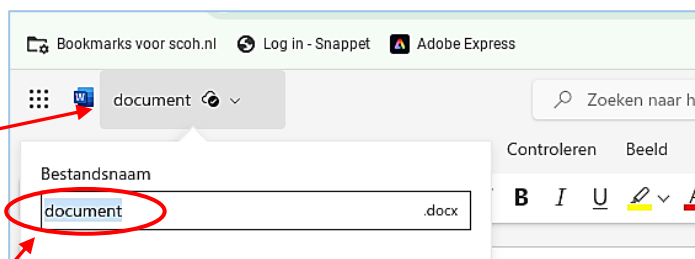 Bookmarks voor scoh.nl Log in - Snappet Adobe Express
W document Zoeken naar h
Controleren Beeld
Bestandsnaam
B I U A
document .docx